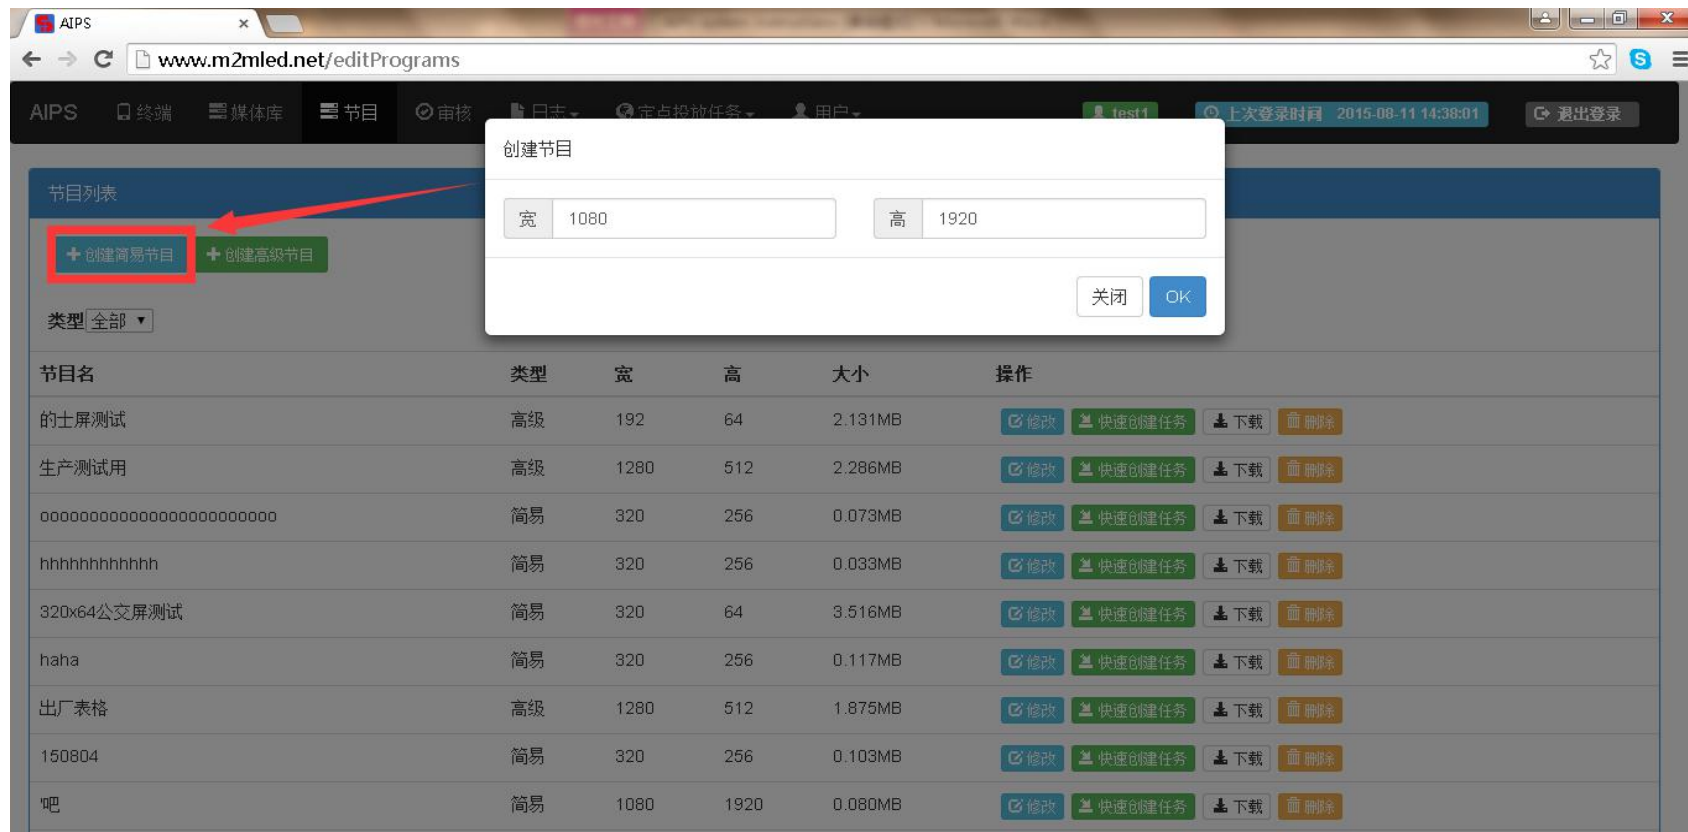 AIPS
www.m2mled.net/editPrograms
AIPS 终端 媒体库 节目 审核 日志 定点投放任务 用户 test1 上次登录时间 2015-08-11 14:38:01 退出登录
创建节目
节目列表
宽 1080 高 1920
创建简易节目 创建高级节目
关闭 OK
类型 全部
节目名 类型 宽 高 大小 操作
的士屏测试 高级 192 64 2.131MB 修改 快速创建任务 下载 删除
生产测试用 高级 1280 512 2.286MB 修改 快速创建任务 下载 删除
oooooooooooooooooooooooo 简易 320 256 0.073MB 修改 快速创建任务 下载 删除
hhhhhhhhhhhh 简易 320 256 0.033MB 修改 快速创建任务 下载 删除
320x64公交屏测试 简易 320 64 3.516MB 修改 快速创建任务 下载 删除
haha 简易 320 256 0.117MB 修改 快速创建任务 下载 删除
出厂表格 高级 1280 512 1.875MB 修改 快速创建任务 下载 删除
150804 简易 320 256 0.103MB 修改 快速创建任务 下载 删除
'吧 简易 1080 1920 0.080MB 修改 快速创建任务 下载 删除